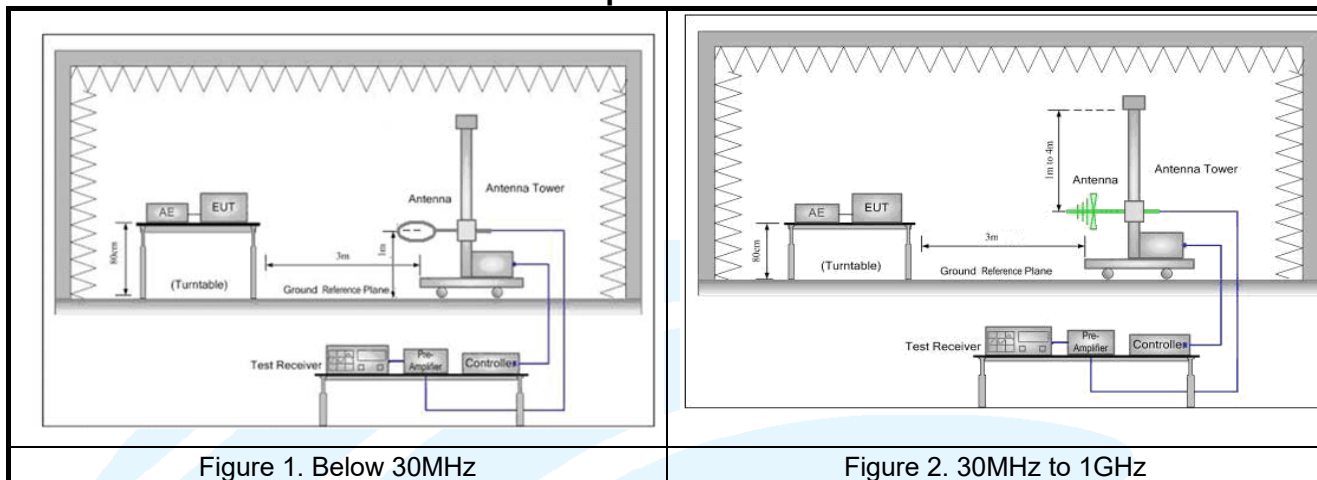 AE
EUT
80cm
(Turntable)
3m
1m
Antenna
Antenna Tower
Ground Reference Plane
Test Receiver
Pre-
Amplifier
Controller
Figure 1. Below 30MHz
AE
EUT
80cm
(Turntable)
3m
1m to 4m
Antenna
Antenna Tower
Ground Reference Plane
Test Receiver
Pre-
Amplifier
Controller
Figure 2. 30MHz to 1GHz